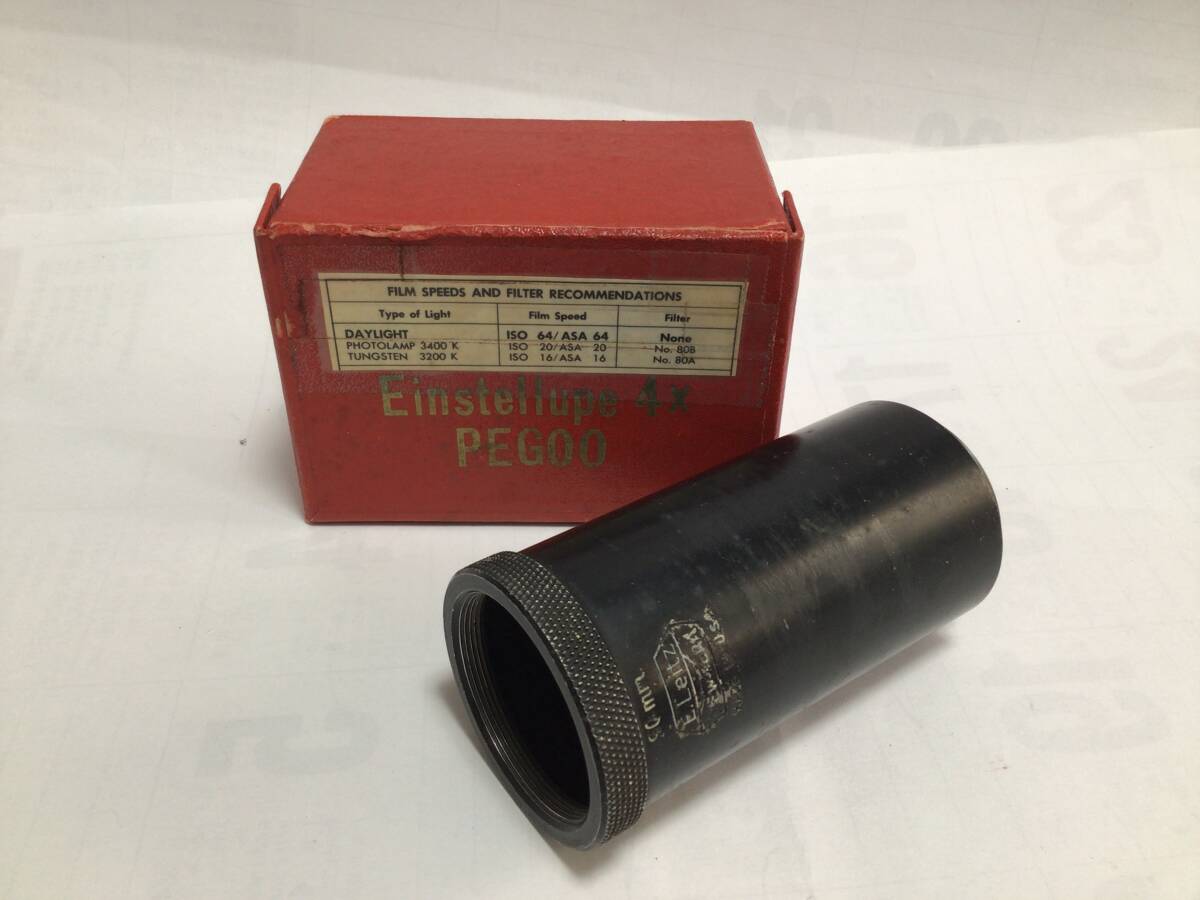 FILM SPEEDS AND FILTER RECOMMENDATIONS
Type of Light Film Speed Filter
DAYLIGHT ISO 64/ASA 64 None
PHOTOLAMP 3400 K ISO 20/ASA 20 No. 80B
TUNGSTEN 3200 K ISO 16/ASA 16 No. 80A
Einstellupe 4x
PEGOO
mm.
E. Leitz
U.S.A.